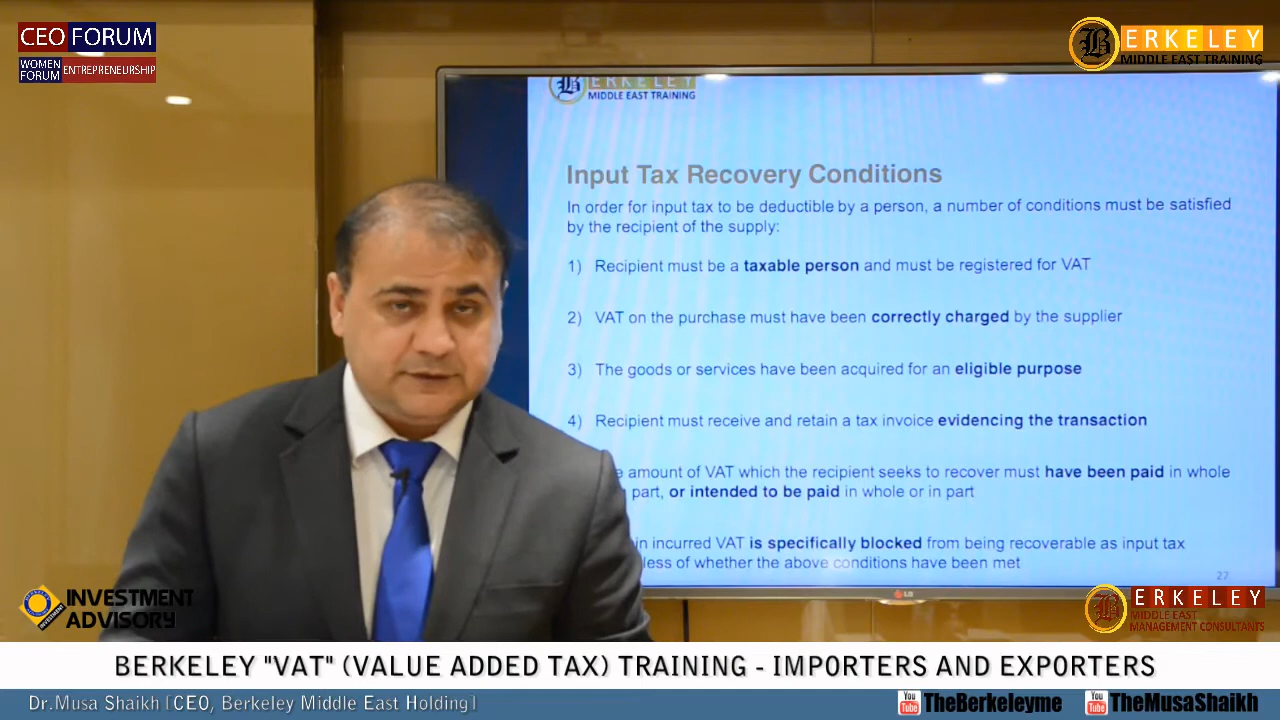 CEO FORUM
WOMEN FORUM ENTREPRENEURSHIP
BERKELEY
MIDDLE EAST TRAINING
BERKELEY
MIDDLE EAST TRAINING
Input Tax Recovery Conditions
In order for input tax to be deductible by a person, a number of conditions must be satisfied
by the recipient of the supply:
1) Recipient must be a taxable person and must be registered for VAT
2) VAT on the purchase must have been correctly charged by the supplier
3) The goods or services have been acquired for an eligible purpose
4) Recipient must receive and retain a tax invoice evidencing the transaction
amount of VAT which the recipient seeks to recover must have been paid in whole
part, or intended to be paid in whole or in part
incurred VAT is specifically blocked from being recoverable as input tax
less of whether the above conditions have been met
27
LG
INVESTMENT
ADVISORY
BERKELEY
MIDDLE EAST
MANAGEMENT CONSULTANTS
BERKELEY "VAT" (VALUE ADDED TAX) TRAINING - IMPORTERS AND EXPORTERS
Dr.Musa Shaikh [CEO, Berkeley Middle East Holding]
You Tube TheBerkeleyme
You Tube TheMusaShaikh